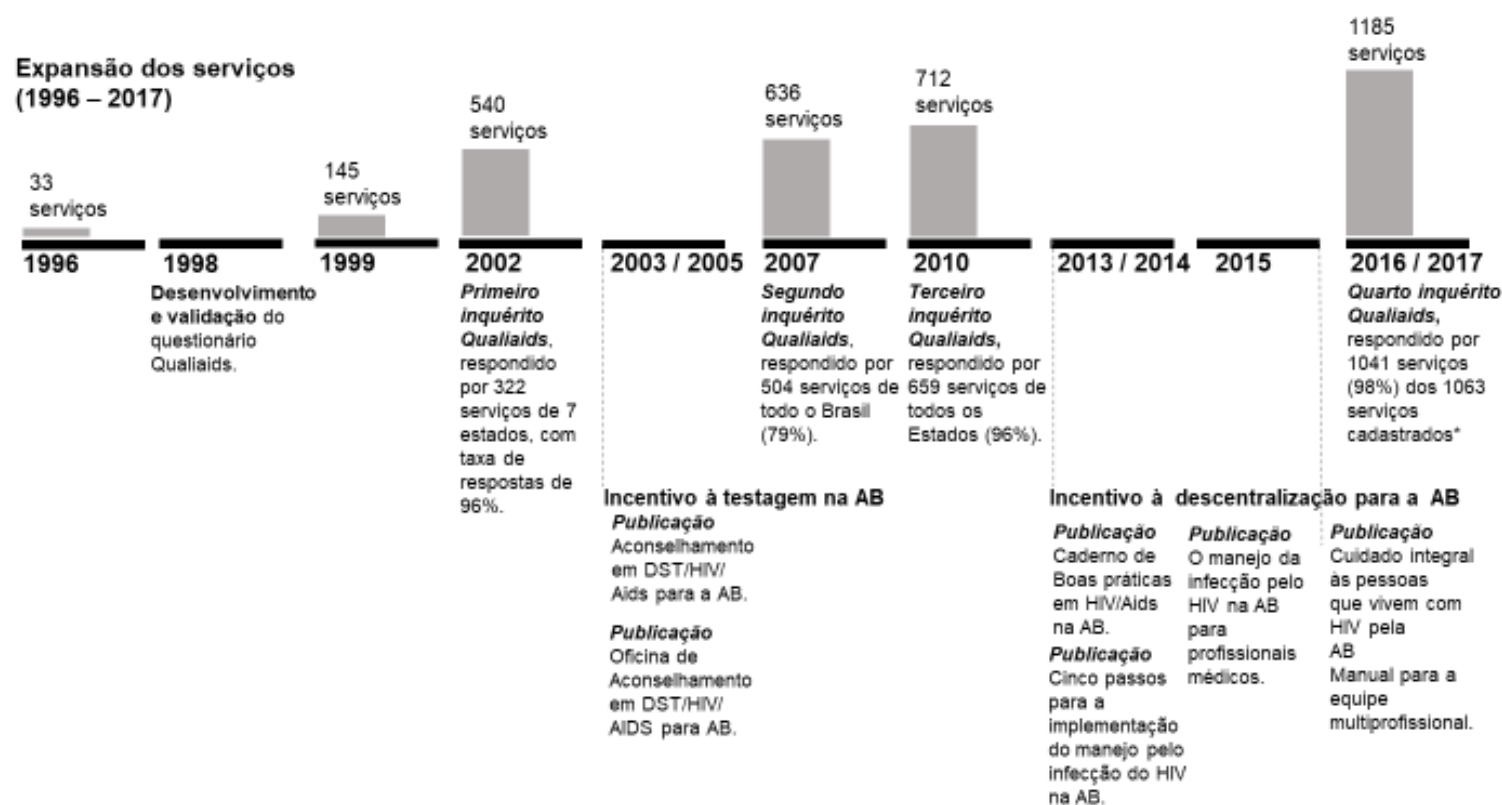 Expansão dos serviços
(1996 – 2017)
33
serviços
1996
1998
Desenvolvimento
e validação do
questionário
Qualiaids.
145
serviços
1999
540
serviços
2002
Primeiro
inquérito
Qualiaids,
respondido
por 322
serviços de 7
estados, com
taxa de
respostas de
96%.
2003 / 2005
Incentivo à testagem na AB
Publicação
Aconselhamento
em DST/HIV/
Aids para a AB.
Publicação
Oficina de
Aconselhamento
em DST/HIV/
AIDS para AB.
636
serviços
2007
Segundo
inquérito
Qualiaids,
respondido por
504 serviços de
todo o Brasil
(79%).
712
serviços
2010
Terceiro
inquérito
Qualiaids,
respondido por
659 serviços de
todos os
Estados (96%).
2013 / 2014
2015
Incentivo à descentralização para a AB
Publicação
Caderno de
Boas práticas
em HIV/Aids
na AB.
Publicação
Cinco passos
para a
implementação
do manejo pelo
infecção do HIV
na AB.
Publicação
O manejo da
infecção pelo
HIV na AB
para
profissionais
médicos.
1185
serviços
2016 / 2017
Quarto inquérito
Qualiaids,
respondido por
1041 serviços
(98%) dos 1063
serviços
cadastrados*
Publicação
Cuidado integral
às pessoas
que vivem com
HIV pela
AB
Manual para a
equipe
multiprofissional.